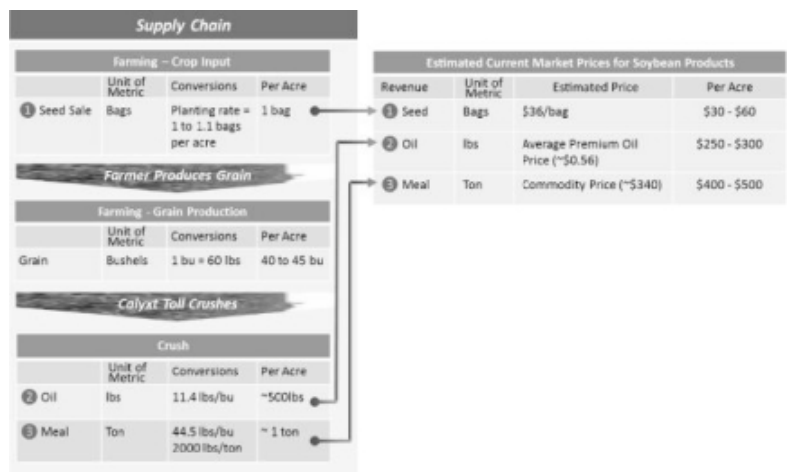 Supply Chain
Farming – Crop Input
Unit of Metric Conversions Per Acre
1 Seed Sale Bags Planting rate = 1 bag
1 to 1.1 bags
per acre
Farmer Produces Grain
Farming - Grain Production
Unit of Metric Conversions Per Acre
Grain Bushels 1 bu = 60 lbs 40 to 45 bu
Calyxt Toll Crushes
Crush
Unit of Metric Conversions Per Acre
2 Oil lbs 11.4 lbs/bu ~500lbs
3 Meal Ton 44.5 lbs/bu ~ 1 ton
2000 lbs/ton
Estimated Current Market Prices for Soybean Products
Revenue Unit of Metric Estimated Price Per Acre
1 Seed Bags $36/bag $30 - $60
2 Oil lbs Average Premium Oil $250 - $300
Price (~$0.56)
3 Meal Ton Commodity Price (~$340) $400 - $500